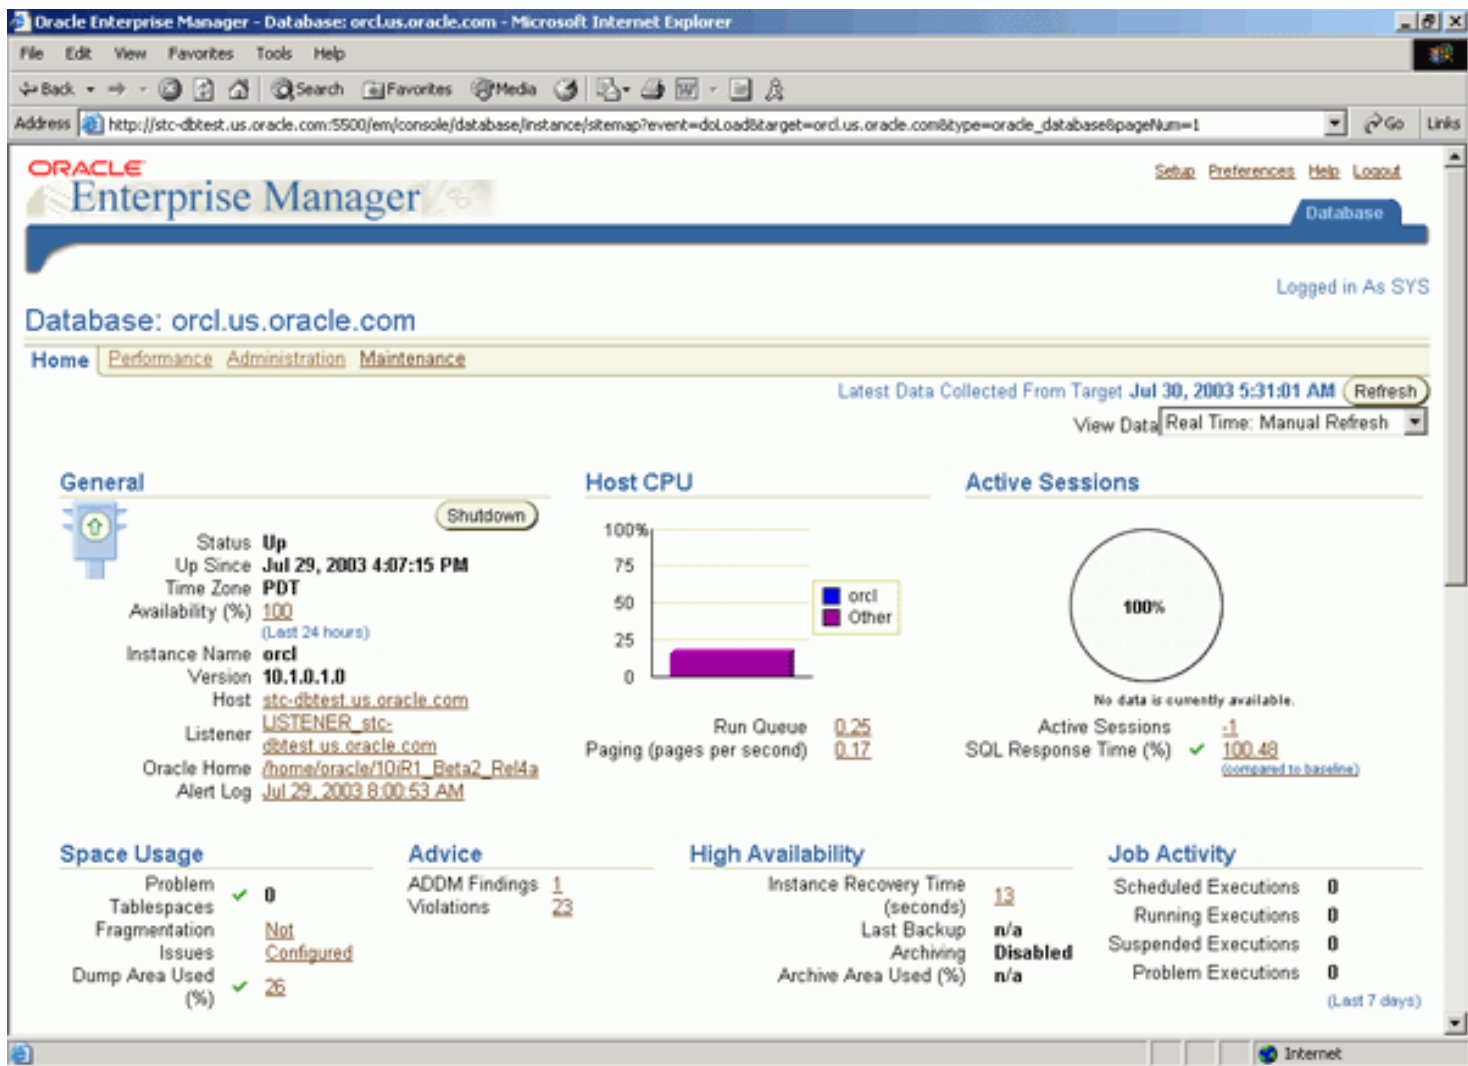 Oracle Enterprise Manager - Database: orcl.us.oracle.com - Microsoft Internet Explorer
File Edit View Favorites Tools Help
Back Search Favorites Media
Address http://stc-dbtest.us.oracle.com:5500/em/console/database/instance/sitemap?event=doLoad&target=orcl.us.oracle.com&type=oracle_database&pageNum=1 Go Links
ORACLE
Enterprise Manager
Setup Preferences Help Logout
Database
Logged in As SYS
Database: orcl.us.oracle.com
Home Performance Administration Maintenance
Latest Data Collected From Target Jul 30, 2003 5:31:01 AM Refresh
View Data Real Time: Manual Refresh
General
Shutdown
Status Up
Up Since Jul 29, 2003 4:07:15 PM
Time Zone PDT
Availability (%) 100
(Last 24 hours)
Instance Name orcl
Version 10.1.0.1.0
Host stc-dbtest.us.oracle.com
Listener LISTENER_stc-
dbtest.us.oracle.com
Oracle Home /home/oracle/10iR1_Beta2_Rel4a
Alert Log Jul 29, 2003 8:00:53 AM
Host CPU
100%
75
50
25
0
orcl
Other
Run Queue 0.25
Paging (pages per second) 0.17
Active Sessions
100%
No data is currently available.
Active Sessions -1
SQL Response Time (%) 100.48
(compared to baseline)
Space Usage
Problem
Tablespaces 0
Fragmentation Not
Issues Configured
Dump Area Used
(%) 26
Advice
ADDM Findings 1
Violations 23
High Availability
Instance Recovery Time
(seconds) 13
Last Backup n/a
Archiving Disabled
Archive Area Used (%) n/a
Job Activity
Scheduled Executions 0
Running Executions 0
Suspended Executions 0
Problem Executions 0
(Last 7 days)
Internet